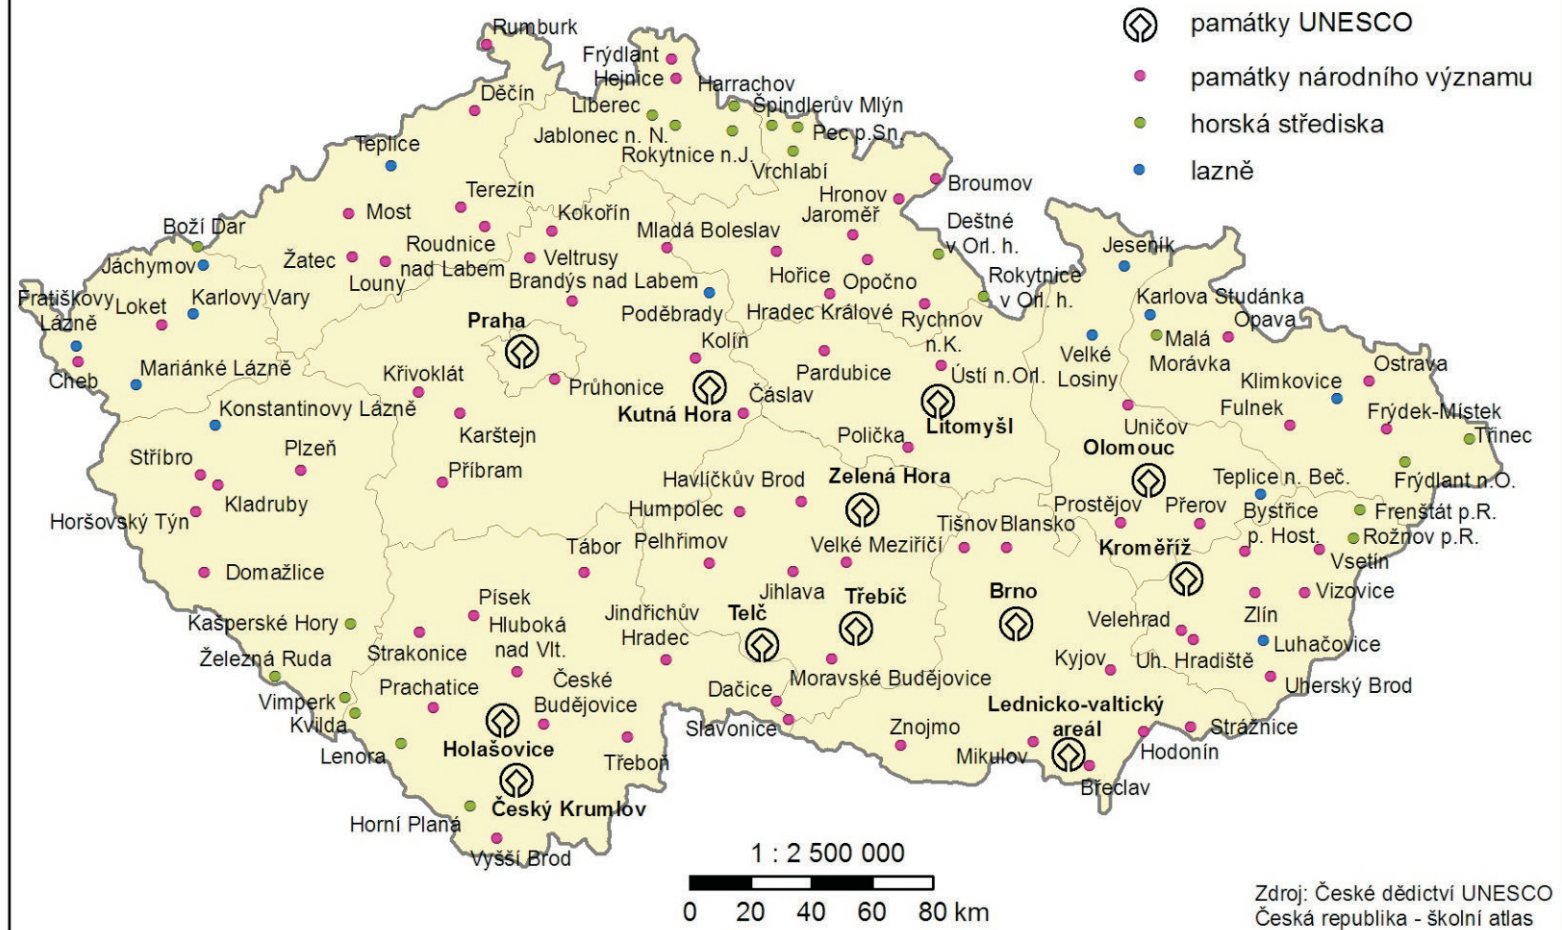 památky UNESCO
památky národního významu
horská střediska
lazně
Rumburk
Frýdlant
Hejnice
Harrachov
Děčín
Liberec
Špindlerův Mlýn
Jablonec n. N.
Pec p.Sn.
Teplice
Rokytnice n.J.
Vrchlabí
Terezín
Hronov
Broumov
Most
Kokořín
Jaroměř
Boží Dar
Mladá Boleslav
Deštné
v Orl. h.
Žatec
Roudnice
nad Labem
Veltrusy
Jeseník
Jáchymov
Louny
Brandýs nad Labem
Hořice
Opočno
Rokytnice
v Orl. h.
Fratiškovy
Lázně
Loket
Karlovy Vary
Poděbrady
Hradec Králové
Rychnov
n.K.
Karlova Studánka
Opava
Praha
Kolín
Malá
Morávka
Velké
Losiny
Cheb
Mariánké Lázně
Křivoklát
Průhonice
Pardubice
Ústí n.Orl.
Ostrava
Klimkovice
Konstantinovy Lázně
Kutná Hora
Čáslav
Litomyšl
Uničov
Fulnek
Frýdek-Místek
Třinec
Karštejn
Polička
Olomouc
Stříbro
Plzeň
Příbram
Havlíčkův Brod
Zelená Hora
Teplice n. Beč.
Frýdlant n.O.
Kladruby
Horšovský Týn
Humpolec
Prostějov
Přerov
Bystřice
p. Host.
Frenštát p.R.
Rožnov p.R.
Tišnov
Blansko
Tábor
Pelhřimov
Velké Meziříčí
Kroměříž
Vsetín
Domažlice
Jihlava
Třebíč
Brno
Vizovice
Zlín
Písek
Jindřichův
Hradec
Telč
Velehrad
Kašperské Hory
Hluboká
nad Vlt.
Luhačovice
Strakonice
Kyjov
Uh. Hradiště
Železná Ruda
Prachatice
České
Budějovice
Dačice
Moravské Budějovice
Uherský Brod
Vimperk
Kvilda
Lednicko-valtický
areál
Slavonice
Znojmo
Strážnice
Lenora
Holašovice
Třeboň
Mikulov
Hodonín
Břeclav
Český Krumlov
Horní Planá
Vyšší Brod
1 : 2 500 000
0 20 40 60 80 km
Zdroj: České dědictví UNESCO
Česká republika - školní atlas